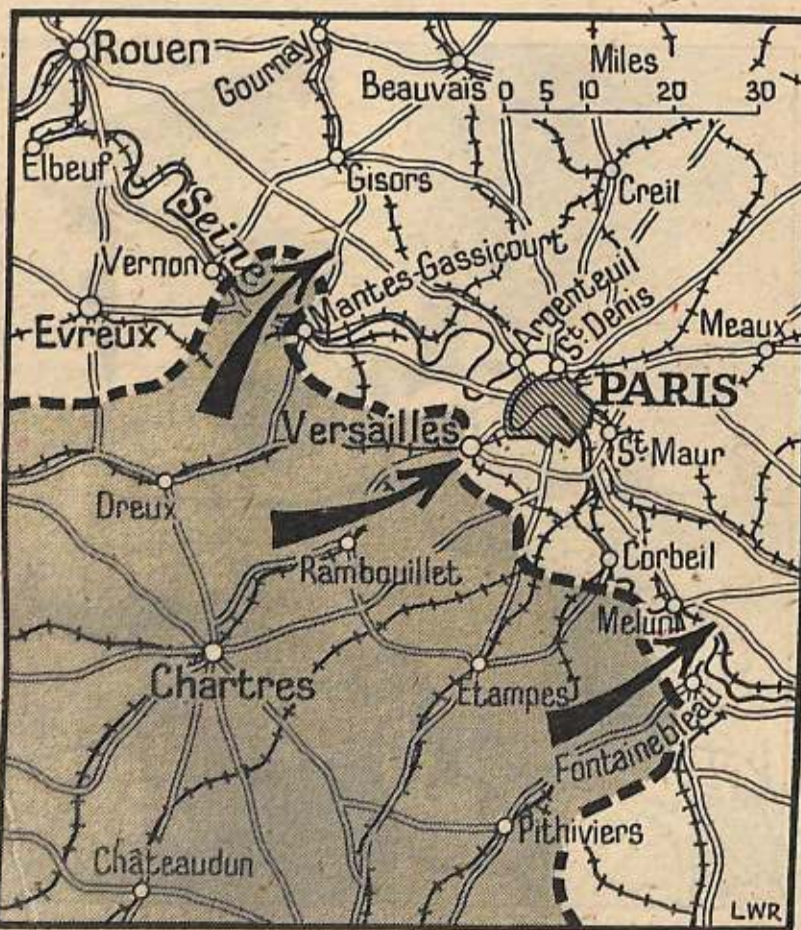 Rouen
Gournay
Beauvais
Miles
0 5 10 20 30
Elbeuf
Gisors
Creil
Seine
Vernon
Mantes-Gassicourt
Argenteuil
St. Denis
Evreux
Meaux
PARIS
Versailles
St. Maur
Dreux
Rambouillet
Corbeil
Melun
Chartres
Etampes
Fontainebleau
Pithiviers
Châteaudun
LWR